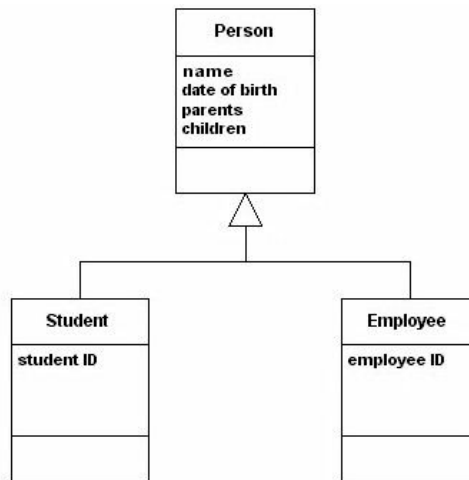 Person
name
date of birth
parents
children
Student
student ID
Employee
employee ID